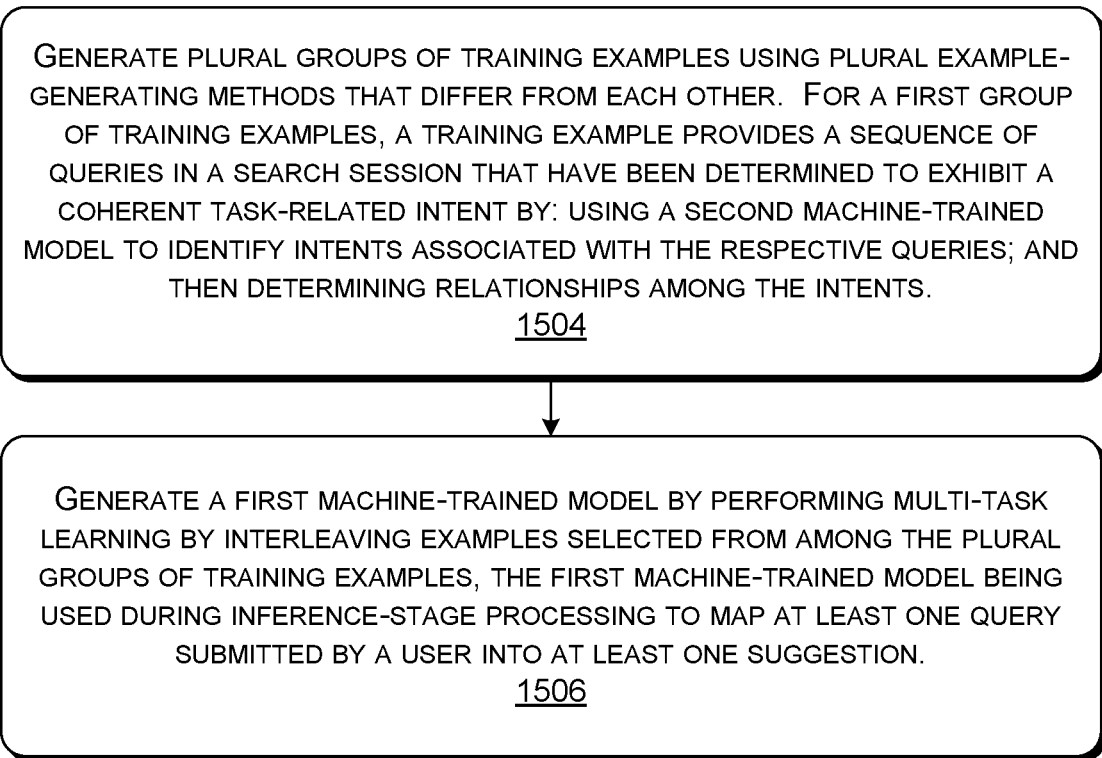 GENERATE PLURAL GROUPS OF TRAINING EXAMPLES USING PLURAL EXAMPLE-
GENERATING METHODS THAT DIFFER FROM EACH OTHER.  FOR A FIRST GROUP
OF TRAINING EXAMPLES, A TRAINING EXAMPLE PROVIDES A SEQUENCE OF
QUERIES IN A SEARCH SESSION THAT HAVE BEEN DETERMINED TO EXHIBIT A
COHERENT TASK-RELATED INTENT BY: USING A SECOND MACHINE-TRAINED
MODEL TO IDENTIFY INTENTS ASSOCIATED WITH THE RESPECTIVE QUERIES; AND
THEN DETERMINING RELATIONSHIPS AMONG THE INTENTS.
1504
GENERATE A FIRST MACHINE-TRAINED MODEL BY PERFORMING MULTI-TASK
LEARNING BY INTERLEAVING EXAMPLES SELECTED FROM AMONG THE PLURAL
GROUPS OF TRAINING EXAMPLES, THE FIRST MACHINE-TRAINED MODEL BEING
USED DURING INFERENCE-STAGE PROCESSING TO MAP AT LEAST ONE QUERY
SUBMITTED BY A USER INTO AT LEAST ONE SUGGESTION.
1506